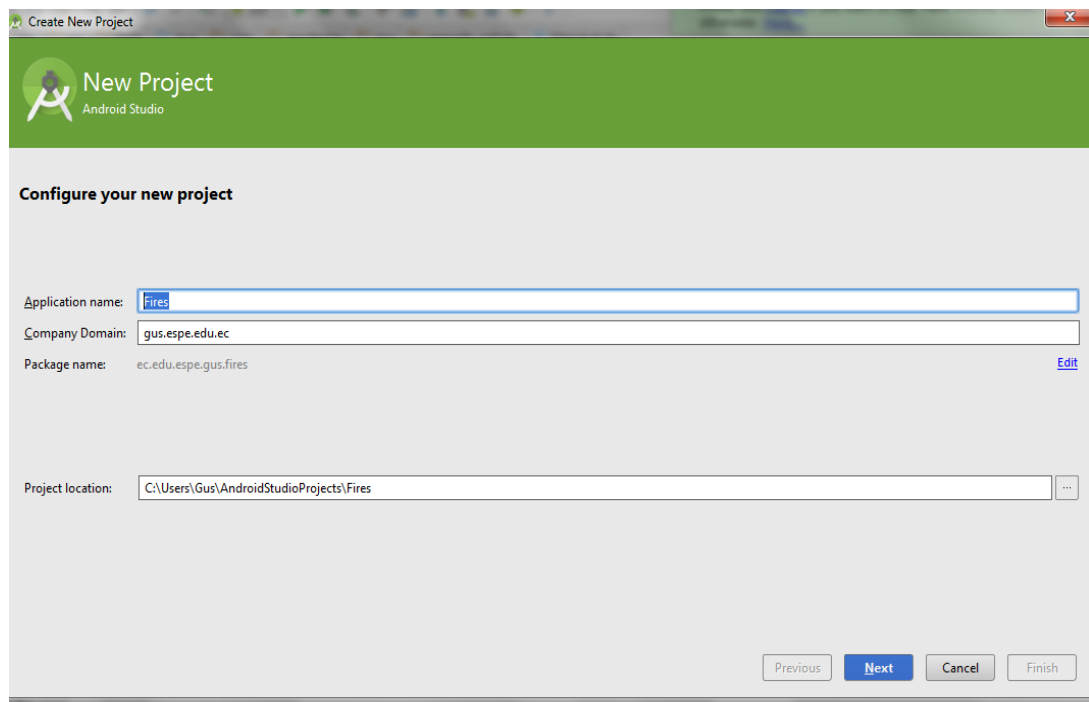 Create New Project
X
New Project
Android Studio
Configure your new project
Application name: Fires
Company Domain: gus.espe.edu.ec
Package name: ec.edu.espe.gus.fires Edit
Project location: C:\Users\Gus\AndroidStudioProjects\Fires ...
Previous Next Cancel Finish